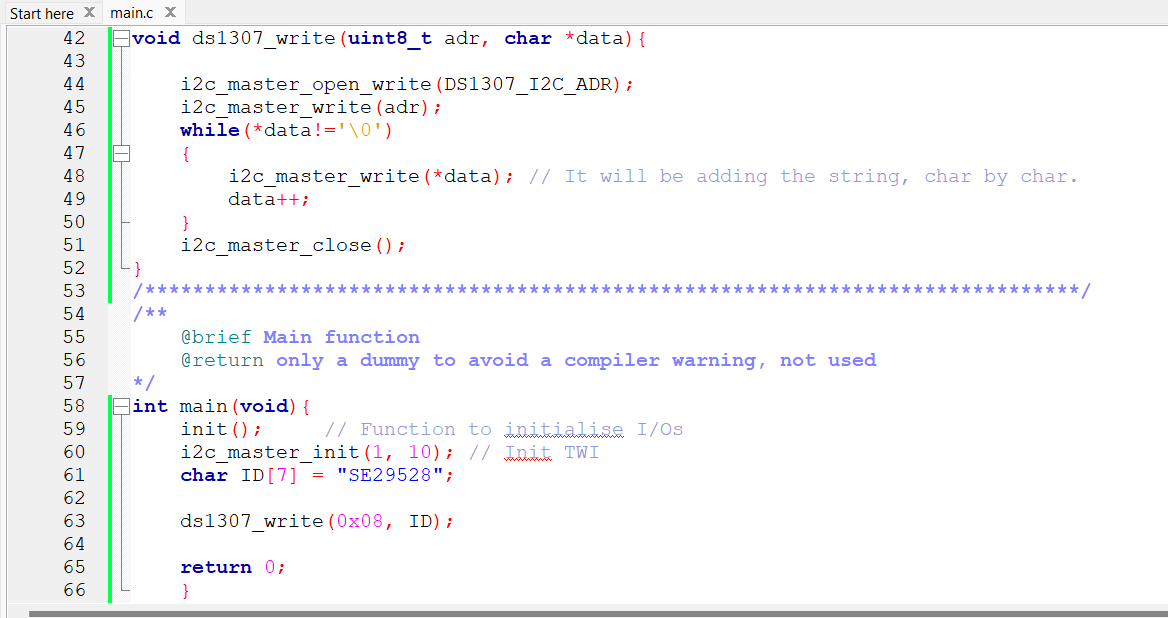 Start here X main.c X
42 void ds1307_write(uint8_t adr, char *data){
43
44 i2c_master_open_write(DS1307_I2C_ADR);
45 i2c_master_write(adr);
46 while(*data!='\0')
47 {
48 i2c_master_write(*data); // It will be adding the string, char by char.
49 data++;
50 }
51 i2c_master_close();
52 }
53 /******************************************************************************/
54 /**
55 @brief Main function
56 @return only a dummy to avoid a compiler warning, not used
57 */
58 int main(void){
59 init(); // Function to initialise I/Os
60 i2c_master_init(1, 10); // Init TWI
61 char ID[7] = "SE29528";
62
63 ds1307_write(0x08, ID);
64
65 return 0;
66 }